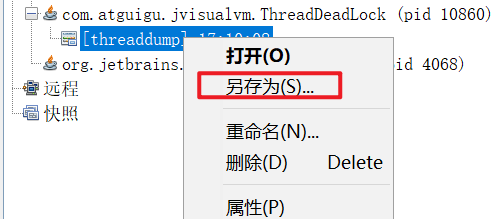 com.atguigu.jvisualvm.ThreadDeadLock (pid 10860)
[threaddump]
org.jetbrains. pid 4068)
远程
快照
打开(O)
另存为(S)...
重命名(N)...
删除(D) Delete
属性(P)